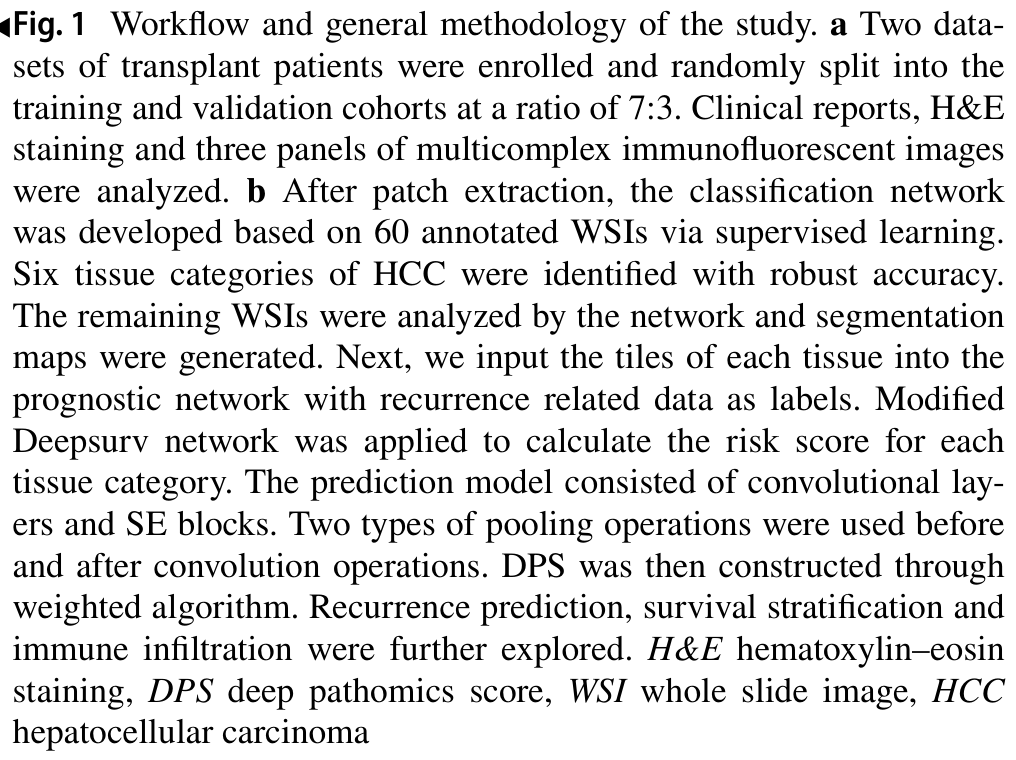 ◀Fig. 1 Workflow and general methodology of the study. a Two data-
sets of transplant patients were enrolled and randomly split into the
training and validation cohorts at a ratio of 7:3. Clinical reports, H&E
staining and three panels of multicomplex immunofluorescent images
were analyzed. b After patch extraction, the classification network
was developed based on 60 annotated WSIs via supervised learning.
Six tissue categories of HCC were identified with robust accuracy.
The remaining WSIs were analyzed by the network and segmentation
maps were generated. Next, we input the tiles of each tissue into the
prognostic network with recurrence related data as labels. Modified
Deepsurv network was applied to calculate the risk score for each
tissue category. The prediction model consisted of convolutional lay-
ers and SE blocks. Two types of pooling operations were used before
and after convolution operations. DPS was then constructed through
weighted algorithm. Recurrence prediction, survival stratification and
immune infiltration were further explored. H&E hematoxylin–eosin
staining, DPS deep pathomics score, WSI whole slide image, HCC
hepatocellular carcinoma